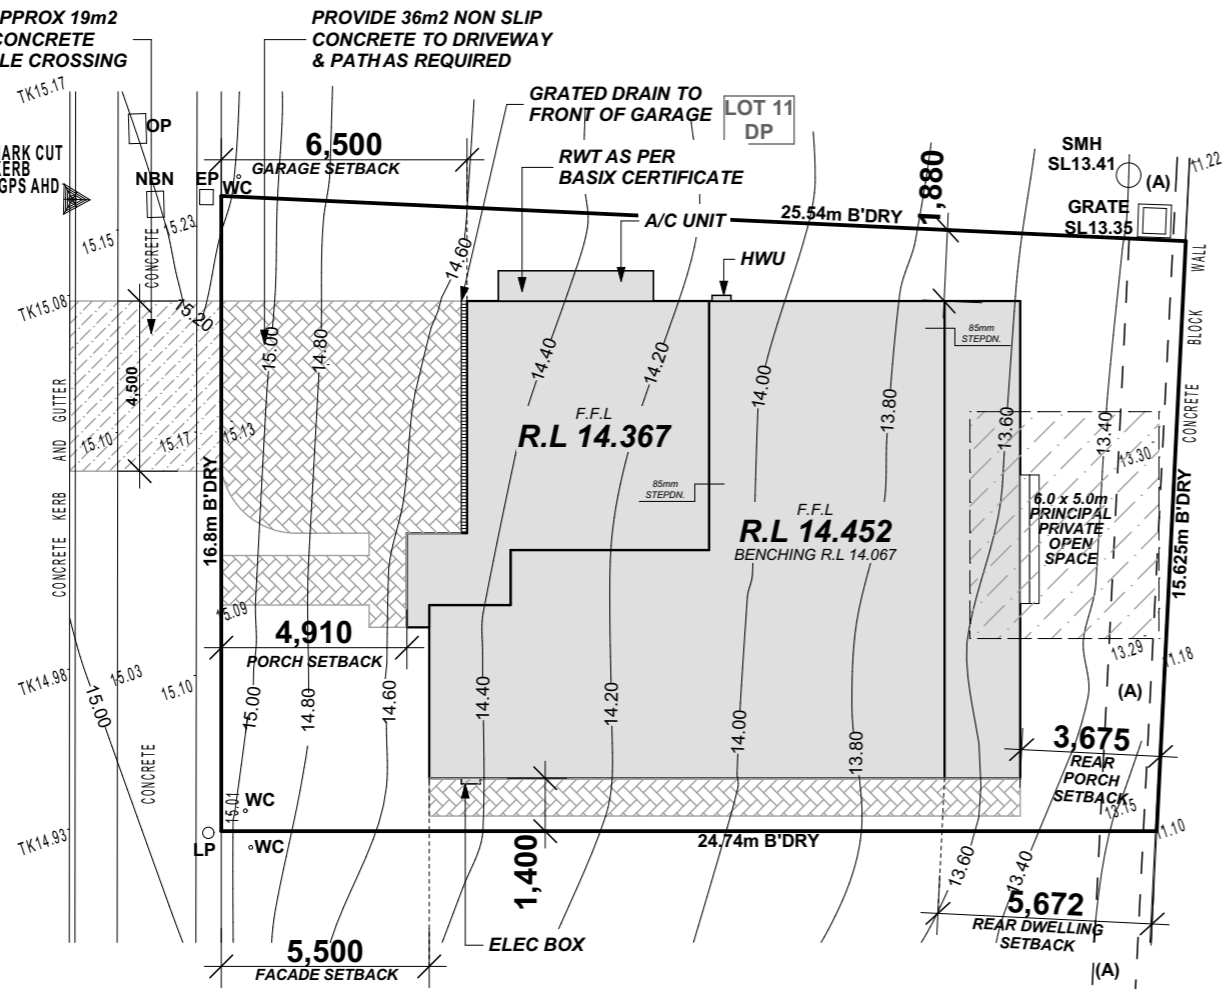 PPROX 19m2
CONCRETE
LE CROSSING
PROVIDE 36m2 NON SLIP
CONCRETE TO DRIVEWAY
& PATH AS REQUIRED
GRATED DRAIN TO
FRONT OF GARAGE
LOT 11
DP
RWT AS PER
BASIX CERTIFICATE
A/C UNIT
HWU
SMH
SL13.41
(A)
11.22
GRATE
SL13.35
TK15.17
OP
ARK CUT
KERB
GPS AHD
NBN
EP
WC
6,500
GARAGE SETBACK
25.54m B'DRY
1,880
15.15
15.23
CONCRETE
14.60
TK15.08
15.20
15.00
14.80
14.40
14.20
14.00
13.80
13.60
13.40
13.30
85mm
STEPDN.
CONCRETE BLOCK WALL
4,500
15.10
15.17
15.13
F.F.L
R.L 14.367
85mm
STEPDN.
F.F.L
R.L 14.452
BENCHING R.L 14.067
6.0 x 5.0m
PRINCIPAL
PRIVATE
OPEN
SPACE
CONCRETE KERB AND GUTTER
16.8m B'DRY
15.625m B'DRY
15.09
4,910
PORCH SETBACK
TK14.98
15.03
15.10
15.00
15.00
14.80
14.60
14.40
14.20
14.00
13.80
13.29
11.18
(A)
3,675
REAR
PORCH
SETBACK
13.15
11.10
CONCRETE
15.01
WC
TK14.93
LP
WC
24.74m B'DRY
1,400
13.60
13.40
5,672
REAR DWELLING
SETBACK
ELEC BOX
5,500
FACADE SETBACK
(A)